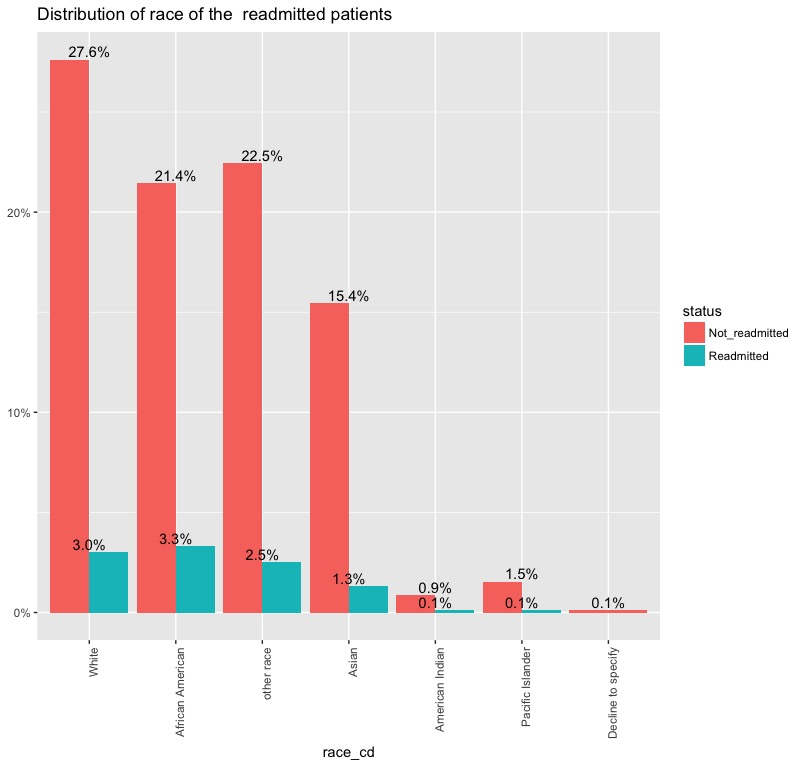 Distribution of race of the  readmitted patients
27.6%
22.5%
21.4%
20%
15.4%
10%
3.0%
3.3%
2.5%
1.3%
0.9%
0.1%
1.5%
0.1%
0.1%
0%
White
African American
other race
Asian
American Indian
Pacific Islander
Decline to specify
race_cd
status
Not_readmitted
Readmitted